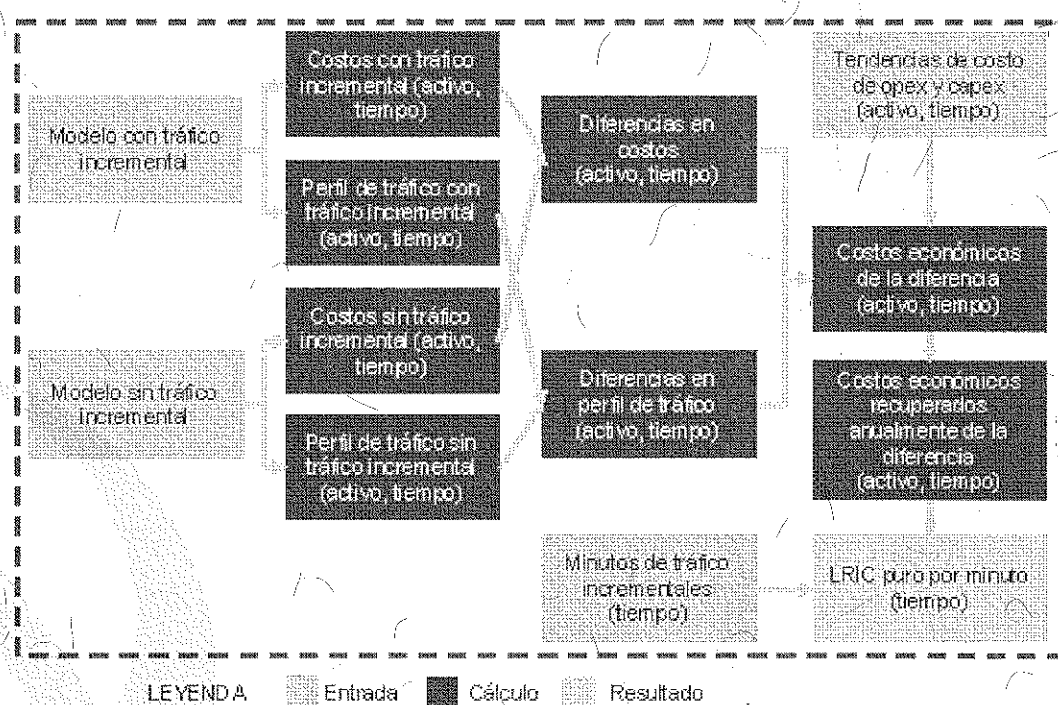 Modelo con tráfico
incremental
Modelo sin tráfico
incremental
Costos con tráfico
incremental (activo,
tiempo)
Perfil de tráfico con
tráfico incremental
(activo, tiempo)
Costos sin tráfico
incremental (activo,
tiempo)
Perfil de tráfico sin
tráfico incremental
(activo, tiempo)
Diferencias en
costos
(activo, tiempo)
Diferencias en
perfil de tráfico
(activo, tiempo)
Minutos de tráfico
incrementales
(tiempo)
Tendencias de costo
de opex y capex
(activo, tiempo)
Costos económicos
de la diferencia
(activo, tiempo)
Costos económicos
recuperados
anualmente de la
diferencia
(activo, tiempo)
LRIC puro por minuto
(tiempo)
LEYENDA Entrada Cálculo Resultado